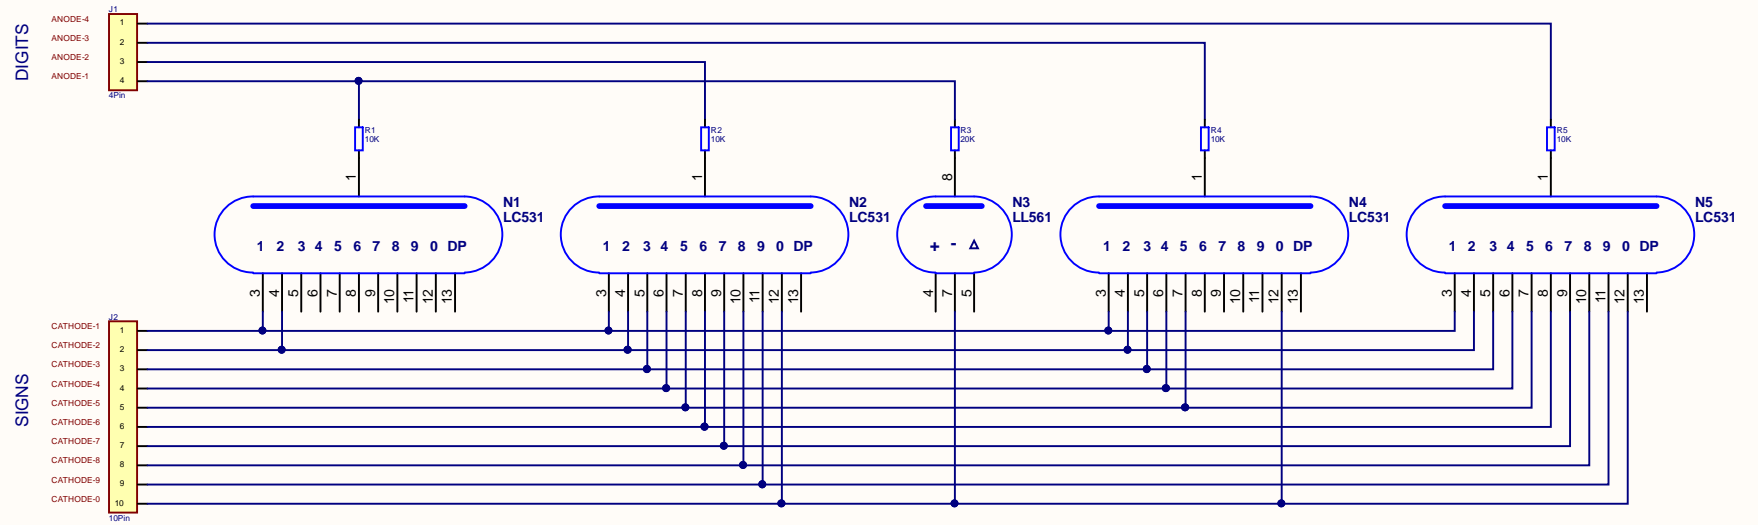 J1
DIGITS
ANODE-4 1
ANODE-3 2
ANODE-2 3
ANODE-1 4
4Pin
R1
10K
R2
10K
R3
20K
R4
10K
R5
10K
1
1
8
1
1
N1
LC531
1 2 3 4 5 6 7 8 9 0 DP
3 4 5 6 7 8 9 10 11 12 13
N2
LC531
1 2 3 4 5 6 7 8 9 0 DP
3 4 5 6 7 8 9 10 11 12 13
N3
LL561
+ - Δ
4 7 5
N4
LC531
1 2 3 4 5 6 7 8 9 0 DP
3 4 5 6 7 8 9 10 11 12 13
N5
LC531
1 2 3 4 5 6 7 8 9 0 DP
3 4 5 6 7 8 9 10 11 12 13
J2
SIGNS
CATHODE-1 1
CATHODE-2 2
CATHODE-3 3
CATHODE-4 4
CATHODE-5 5
CATHODE-6 6
CATHODE-7 7
CATHODE-8 8
CATHODE-9 9
CATHODE-0 10
10Pin